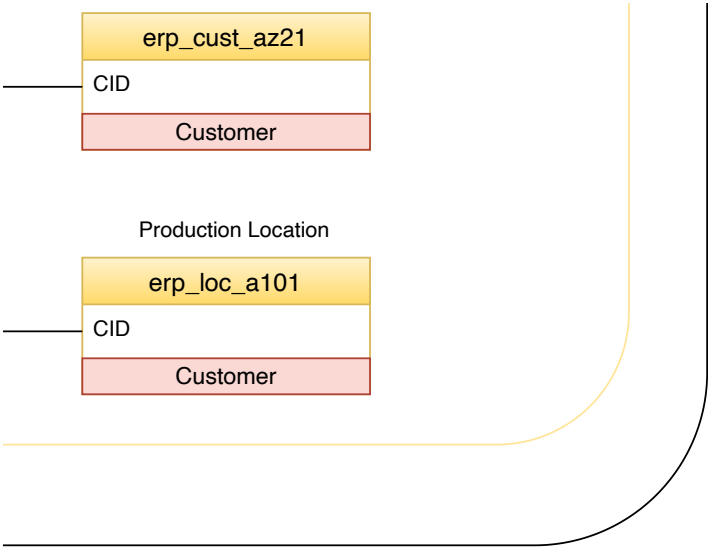 erp_cust_az21
CID
Customer
Production Location
erp_loc_a101
CID
Customer